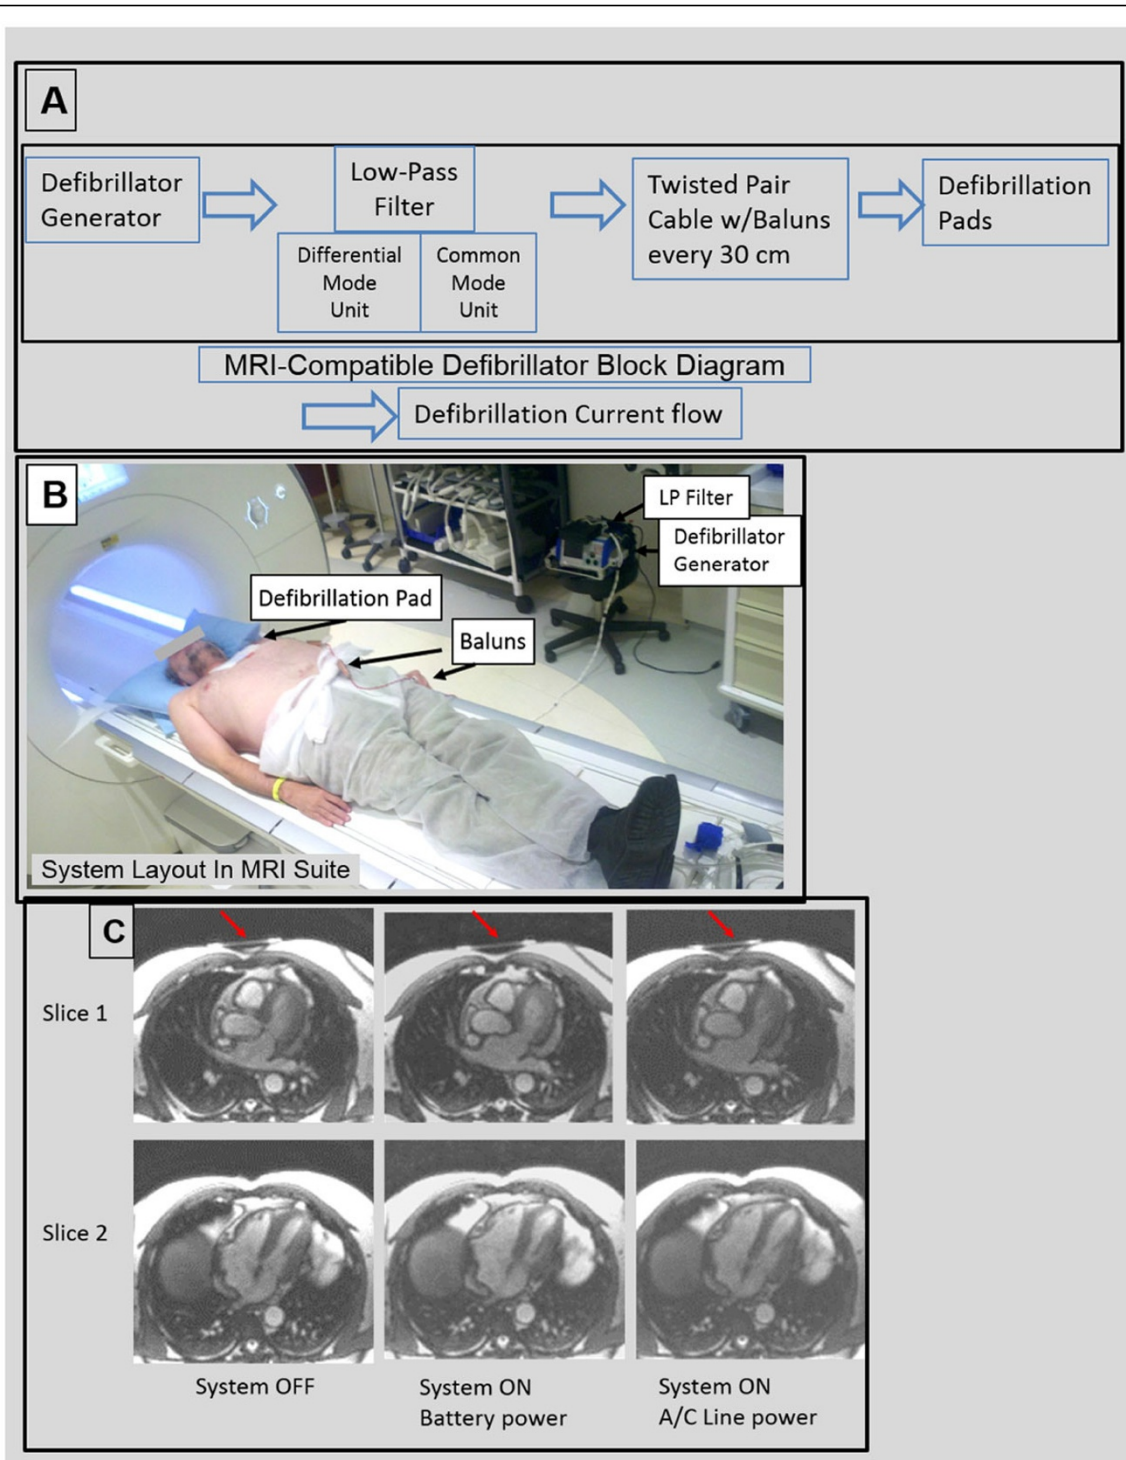 A
Defibrillator
Generator
Low-Pass
Filter
Differential
Mode
Unit
Common
Mode
Unit
Twisted Pair
Cable w/Baluns
every 30 cm
Defibrillation
Pads
MRI-Compatible Defibrillator Block Diagram
Defibrillation Current flow
B
LP Filter
Defibrillator
Generator
Defibrillation Pad
Baluns
System Layout In MRI Suite
C
Slice 1
Slice 2
System OFF
System ON
Battery power
System ON
A/C Line power